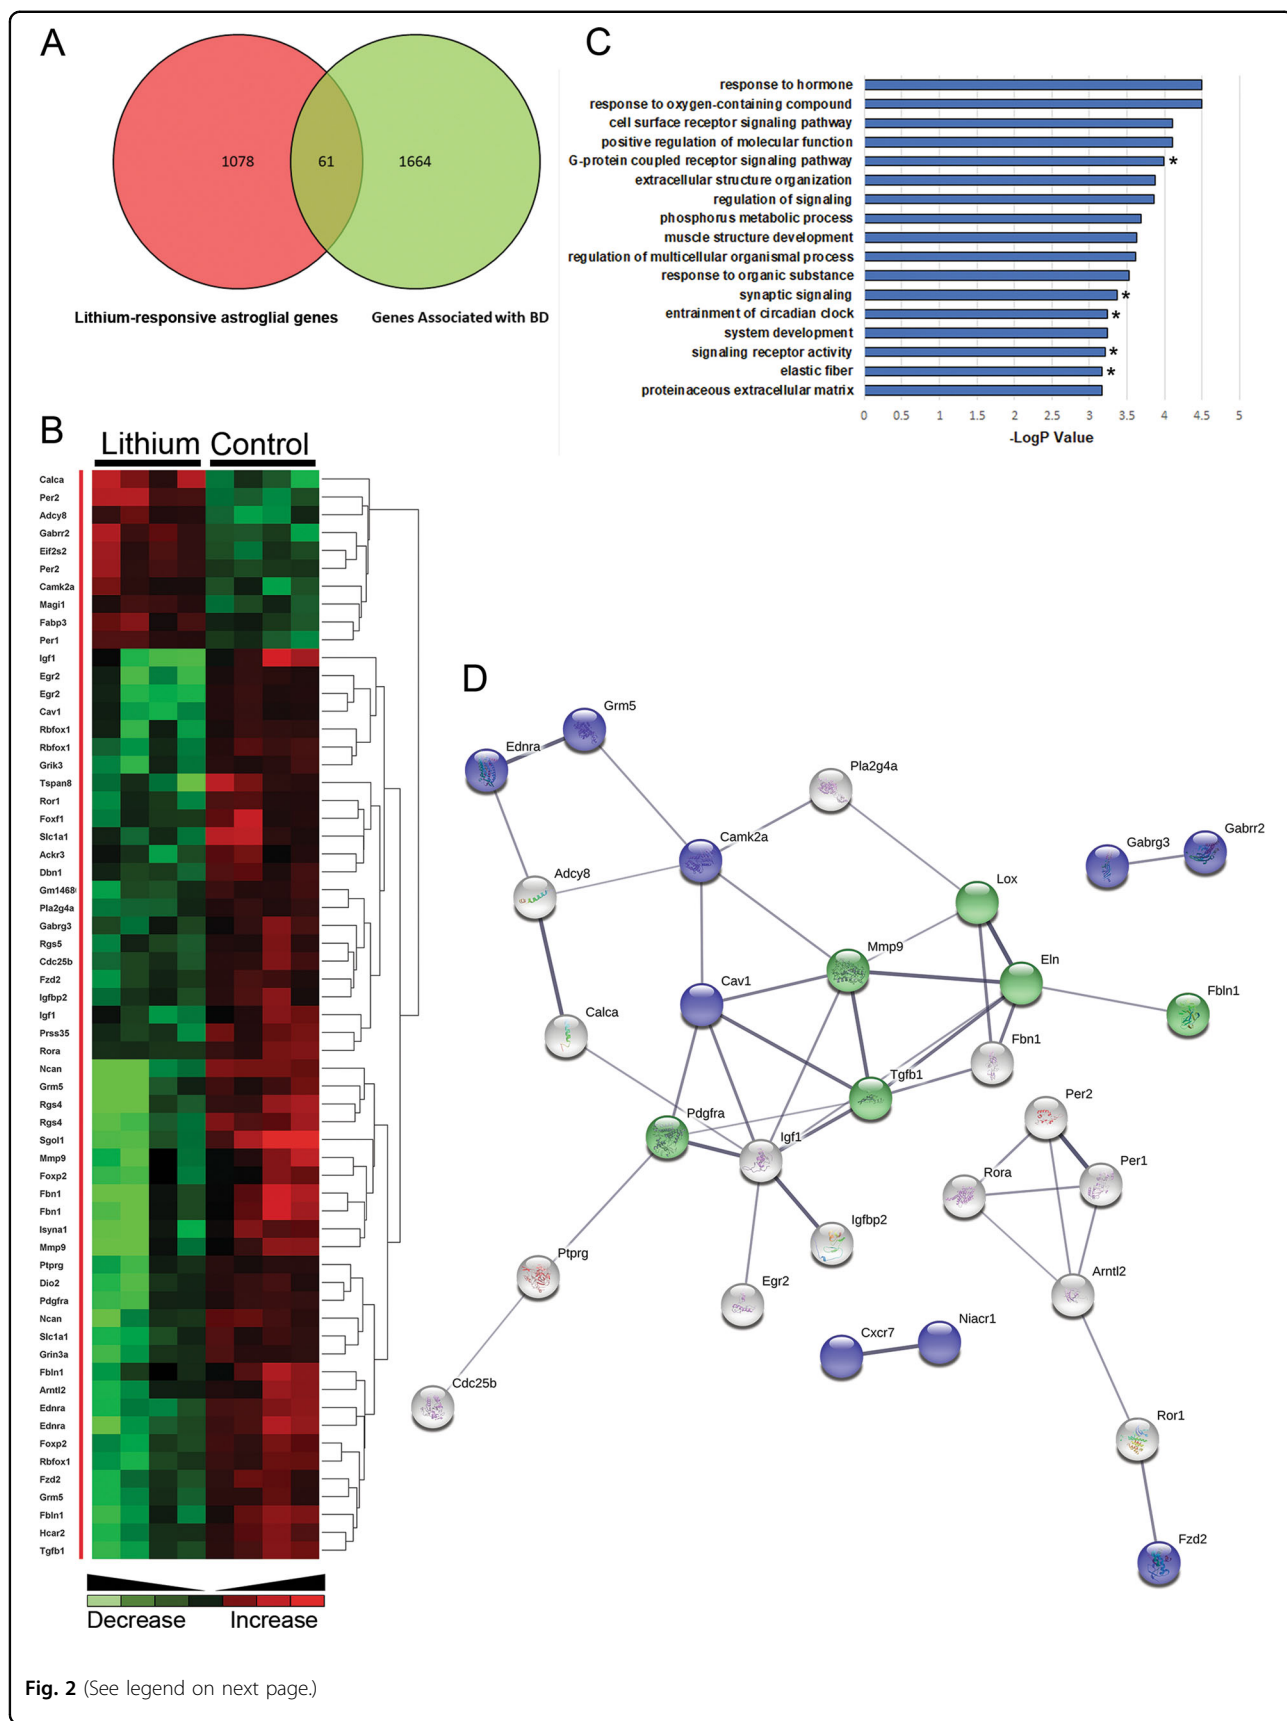 A
1078
61
1664
Lithium-responsive astroglial genes
Genes Associated with BD
C
response to hormone
response to oxygen-containing compound
cell surface receptor signaling pathway
positive regulation of molecular function
G-protein coupled receptor signaling pathway *
extracellular structure organization
regulation of signaling
phosphorus metabolic process
muscle structure development
regulation of multicellular organismal process
response to organic substance
synaptic signaling *
entrainment of circadian clock *
system development
signaling receptor activity *
elastic fiber *
proteinaceous extracellular matrix
0 0.5 1 1.5 2 2.5 3 3.5 4 4.5 5
-LogP Value
B
Lithium Control
Calca
Per2
Adcy8
Gabrr2
Eif2s2
Per2
Camk2a
Magi1
Fabp3
Per1
Igf1
Egr2
Egr2
Cav1
Rbfox1
Rbfox1
Grik3
Tspan8
Ror1
Foxf1
Slc1a1
Ackr3
Dbn1
Gm1468
Pla2g4a
Gabrg3
Rgs5
Cdc25b
Fzd2
Igfbp2
Igf1
Prss35
Rora
Ncan
Grm5
Rgs4
Rgs4
Sgol1
Mmp9
Foxp2
Fbn1
Fbn1
Isyna1
Mmp9
Ptprg
Dio2
Pdgfra
Ncan
Slc1a1
Grin3a
Fbln1
Arntl2
Ednra
Ednra
Foxp2
Rbfox1
Fzd2
Grm5
Fbln1
Hcar2
Tgfb1
Decrease Increase
D
Grm5
Ednra
Pla2g4a
Camk2a
Gabrg3
Gabrr2
Adcy8
Lox
Mmp9
Eln
Cav1
Fbln1
Calca
Fbn1
Tgfb1
Pdgfra
Per2
Igf1
Per1
Rora
Igfbp2
Ptprg
Egr2
Arntl2
Cxcr7
Niacr1
Cdc25b
Ror1
Fzd2
Fig. 2 (See legend on next page.)